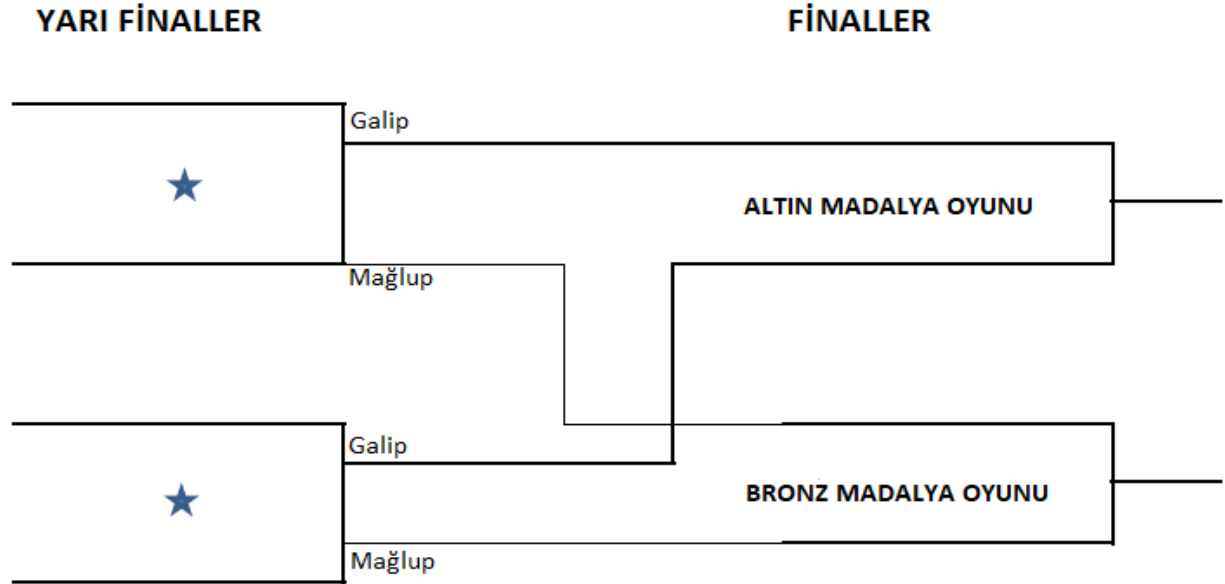 YARI FİNALLER
FİNALLER
Galip
ALTIN MADALYA OYUNU
Mağlup
Galip
BRONZ MADALYA OYUNU
Mağlup